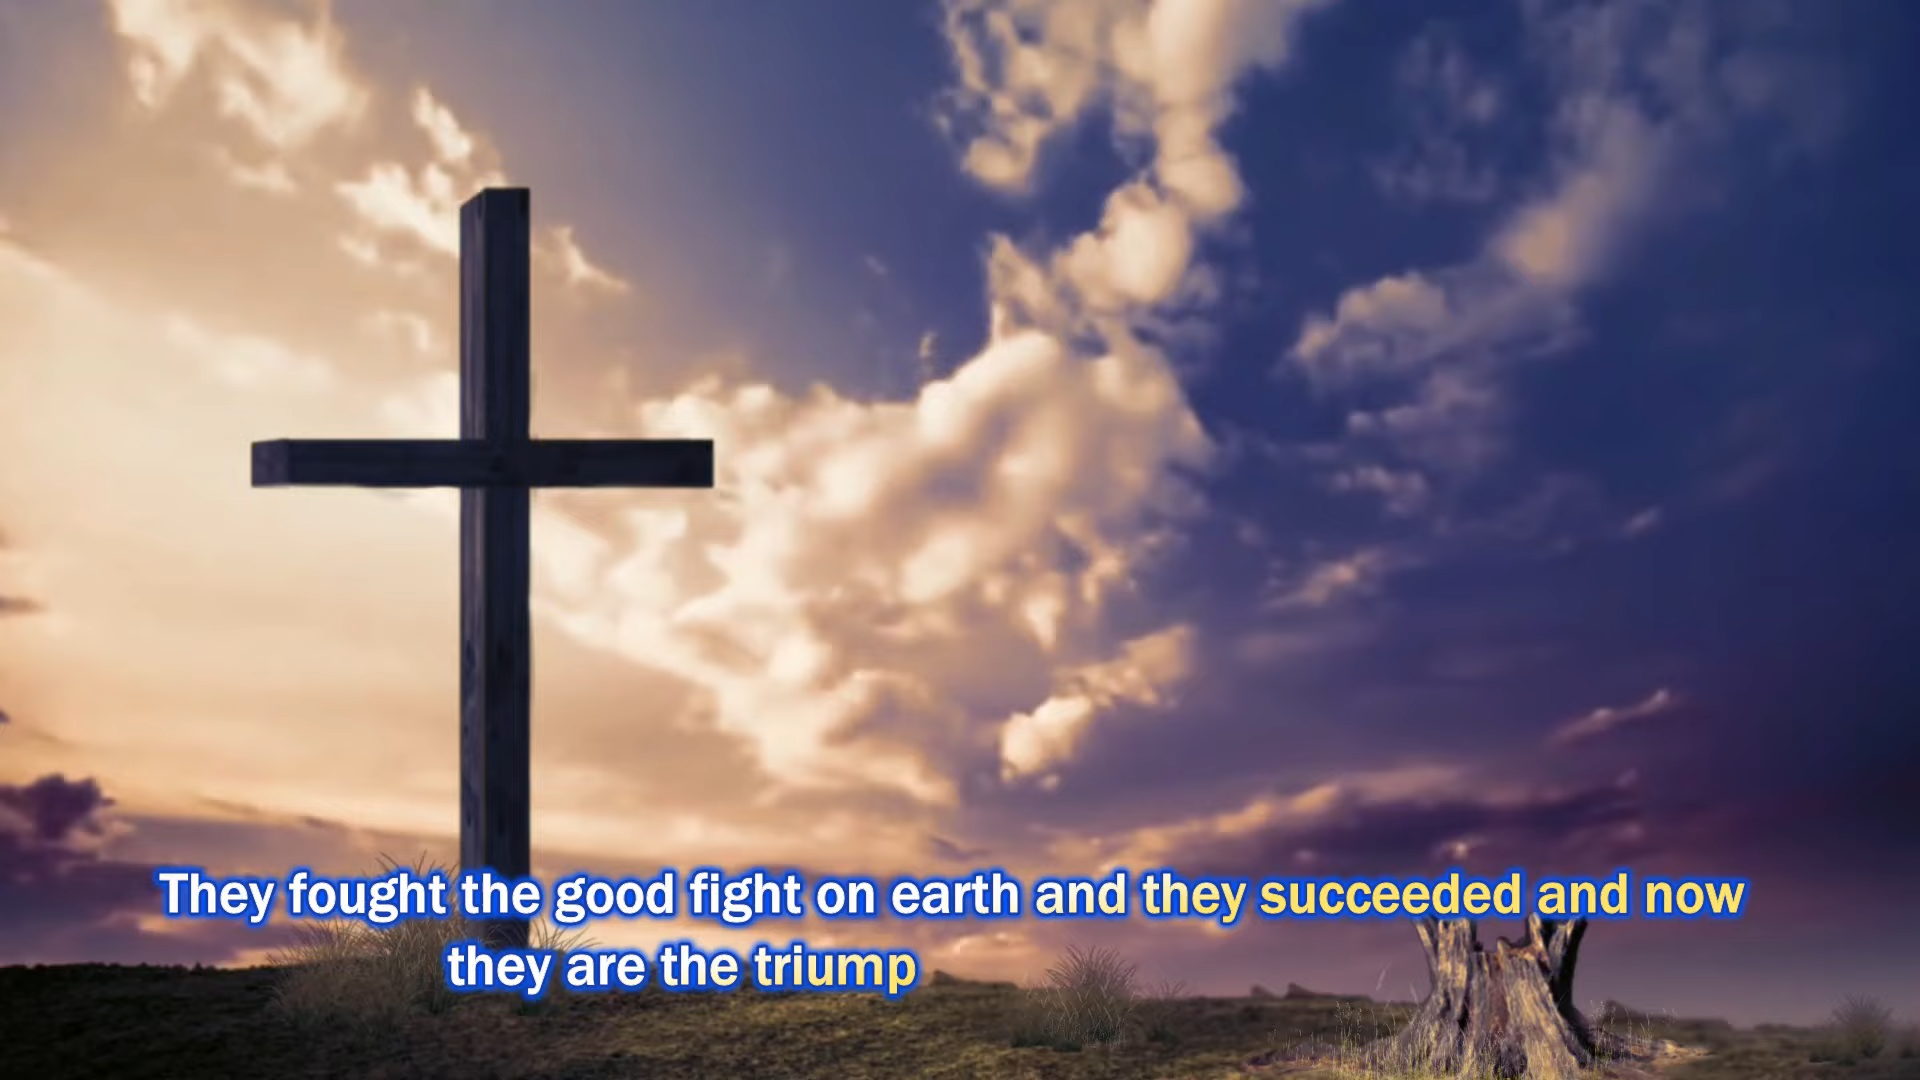 They fought the good fight on earth and they succeeded and now
they are the triump